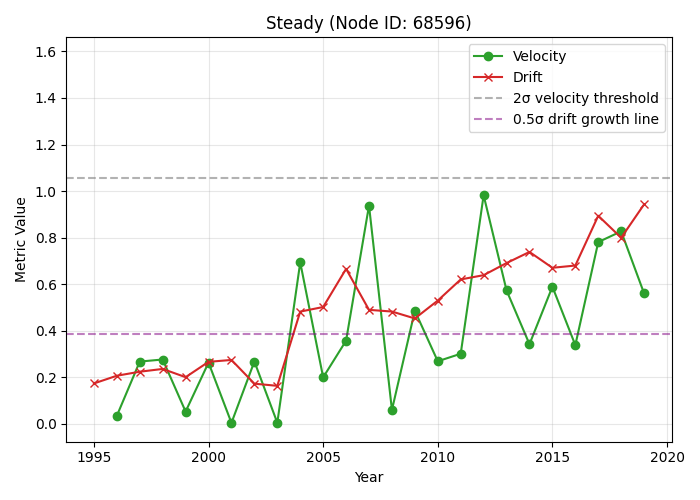 Steady (Node ID: 68596)
Velocity
Drift
2σ velocity threshold
0.5σ drift growth line
Metric Value
1.6
1.4
1.2
1.0
0.8
0.6
0.4
0.2
0.0
1995
2000
2005
2010
2015
2020
Year